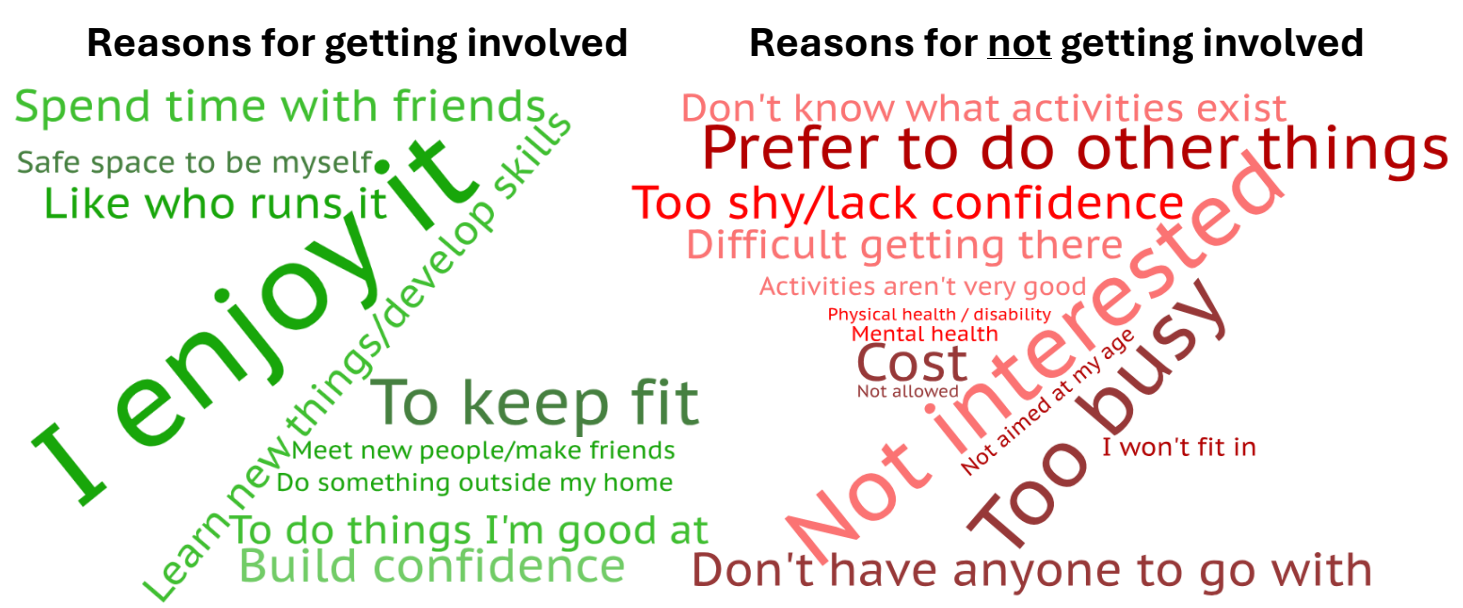 Reasons for getting involved
Spend time with friends
Safe space to be myself
Like who runs it
I enjoy it
Learn new things/develop skills
To keep fit
Meet new people/make friends
Do something outside my home
To do things I'm good at
Build confidence
Reasons for not getting involved
Don't know what activities exist
Prefer to do other things
Too shy/lack confidence
Difficult getting there
Activities aren't very good
Physical health / disability
Mental health
Cost
Not allowed
Not interested
Not aimed at my age
Too busy
I won't fit in
Don't have anyone to go with